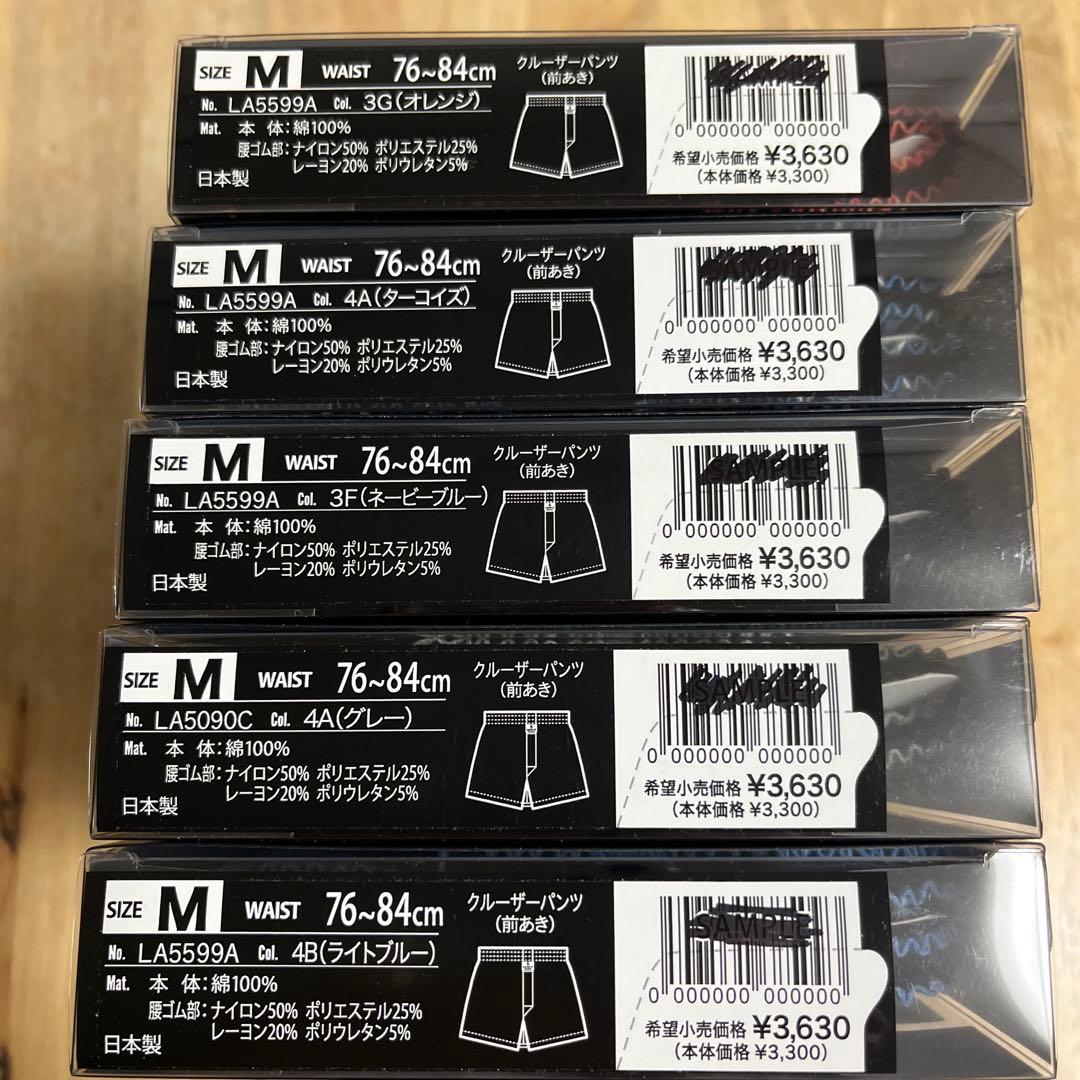 SIZE M WAIST 76~84cm
No. LA5599A Col. 3G(オレンジ)
Mat. 本 体:綿100%
腰ゴム部:ナイロン50% ポリエステル25%
レーヨン20% ポリウレタン5%
日本製
クルーザーパンツ
(前あき)
0 000000 000000
希望小売価格 ¥3,630
(本体価格 ¥3,300)
SIZE M WAIST 76~84cm
No. LA5599A Col. 4A(ターコイズ)
Mat. 本 体:綿100%
腰ゴム部:ナイロン50% ポリエステル25%
レーヨン20% ポリウレタン5%
日本製
クルーザーパンツ
(前あき)
SAMPLE
0 000000 000000
希望小売価格 ¥3,630
(本体価格 ¥3,300)
SIZE M WAIST 76~84cm
No. LA5599A Col. 3F(ネービーブルー)
Mat. 本 体:綿100%
腰ゴム部:ナイロン50% ポリエステル25%
レーヨン20% ポリウレタン5%
日本製
クルーザーパンツ
(前あき)
SAMPLE
0 000000 000000
希望小売価格 ¥3,630
(本体価格 ¥3,300)
SIZE M WAIST 76~84cm
No. LA5090C Col. 4A(グレー)
Mat. 本 体:綿100%
腰ゴム部:ナイロン50% ポリエステル25%
レーヨン20% ポリウレタン5%
日本製
クルーザーパンツ
(前あき)
SAMPLE
0 000000 000000
希望小売価格 ¥3,630
(本体価格 ¥3,300)
SIZE M WAIST 76~84cm
No. LA5599A Col. 4B(ライトブルー)
Mat. 本 体:綿100%
腰ゴム部:ナイロン50% ポリエステル25%
レーヨン20% ポリウレタン5%
日本製
クルーザーパンツ
(前あき)
SAMPLE
0 000000 000000
希望小売価格 ¥3,630
(本体価格 ¥3,300)